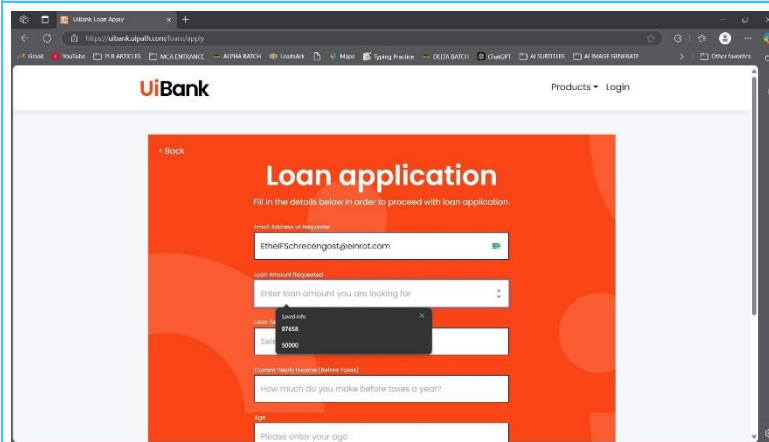 UiBank Loan Apply
https://uibank.uipath.com/loans/apply
Gmail YouTube PLR ARTICLES MCA ENTRANCE ALPHA BATCH LeadsArk Maps Typing Practice DELTA BATCH ChatGPT AI SUBTITLES AI IMAGE GENERATE Other favorites
UiBank
Products Login
< Back
Loan application
Fill in the details below in order to proceed with loan application.
Email Address of Requester
EthelFSchrecengost@einrot.com
Loan Amount Requested
Enter loan amount you are looking for
Saved info
97658
50000
Loan
Current Yearly Income (Before Taxes)
How much do you make before taxes a year?
Age
Please enter your age